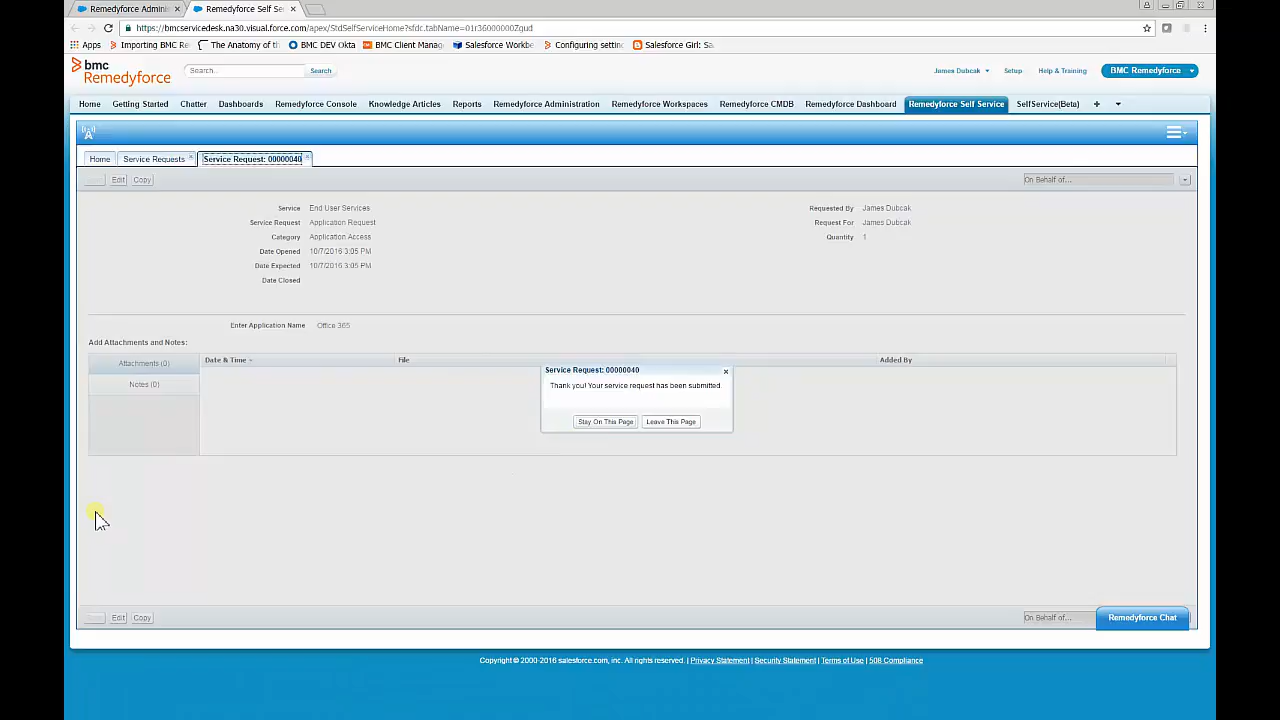 Remedyforce Admini
Remedyforce Self Se
https://bmcservicedesk.na30.visual.force.com/apex/StdSelfServiceHome?sfdc.tabName=01r36000000Zgud
Apps Importing BMC Re The Anatomy of BMC DEV Okta BMC Client Manag Salesforce Workbe Configuring settin Salesforce Girl: Sa
bmc
Remedyforce
Search... Search
James Dubcak Setup Help & Training BMC Remedyforce
Home Getting Started Chatter Dashboards Remedyforce Console Knowledge Articles Reports Remedyforce Administration Remedyforce Workspaces Remedyforce CMDB Remedyforce Dashboard Remedyforce Self Service SelfService(Beta) +
Home Service Requests Service Request: 00000040
Edit Copy On Behalf of...
Service End User Services Requested By James Dubcak
Service Request Application Request Request For James Dubcak
Category Application Access Quantity 1
Date Opened 10/7/2016 3:05 PM
Date Expected 10/7/2016 3:05 PM
Date Closed
Enter Application Name Office 365
Add Attachments and Notes:
Attachments (0) Date & Time File Added By
Notes (0)
Service Request: 00000040
Thank you! Your service request has been submitted.
Stay On This Page Leave This Page
Edit Copy On Behalf of... Remedyforce Chat
Copyright © 2000-2016 salesforce.com, inc. All rights reserved. | Privacy Statement | Security Statement | Terms of Use | 508 Compliance